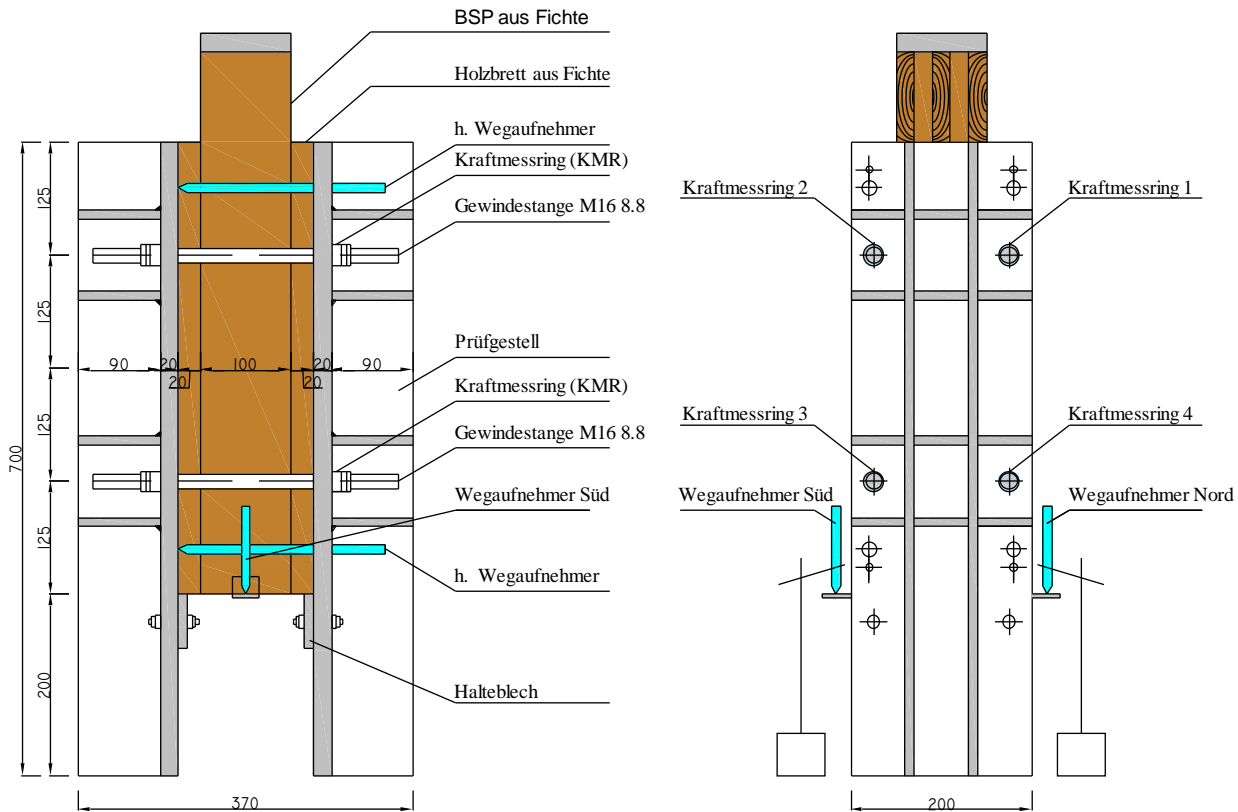 BSP aus Fichte
Holzbrett aus Fichte
h. Wegaufnehmer
Kraftmessring (KMR)
Gewindestange M16 8.8
Prüfgestell
Kraftmessring (KMR)
Gewindestange M16 8.8
Wegaufnehmer Süd
h. Wegaufnehmer
Halteblech
700
125
125
125
125
200
90
20
20
100
20
20
90
370
Kraftmessring 2
Kraftmessring 1
Kraftmessring 3
Kraftmessring 4
Wegaufnehmer Süd
Wegaufnehmer Nord
200